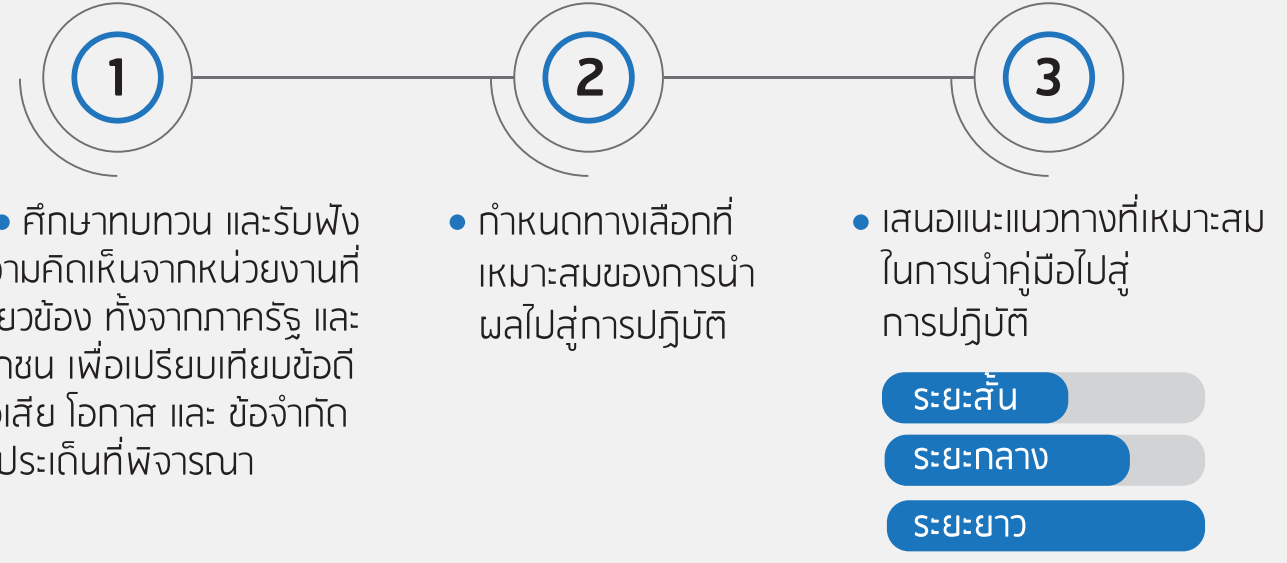 1
2
3
ศึกษาทบทวน และรับฟัง
วามคิดเห็นจากหน่วยงานที่
ยวข้อง ทั้งจากภาครัฐ และ
าชน เพื่อเปรียบเทียบข้อดี
อเสีย โอกาส และ ข้อจำกัด
ประเด็นที่พิจารณา
กำหนดทางเลือกที่
เหมาะสมของการนำ
ผลไปสู่การปฏิบัติ
เสนอแนะแนวทางที่เหมาะสม
ในการนำคู่มือไปสู่
การปฏิบัติ
ระยะสั้น
ระยะกลาง
ระยะยาว